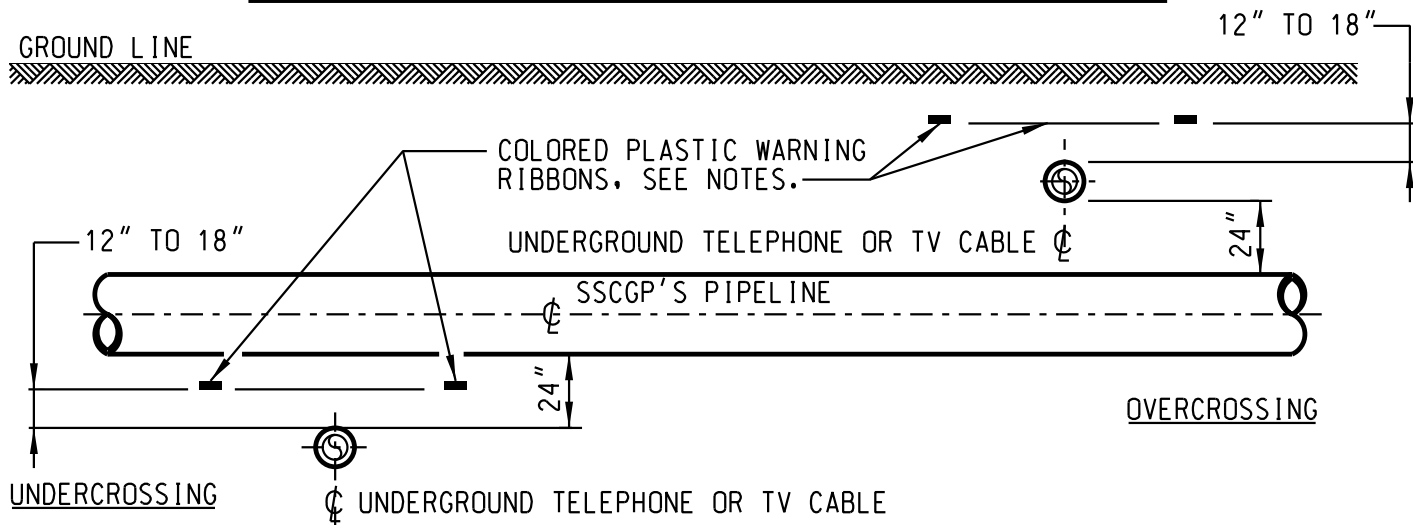 12" TO 18"
GROUND LINE
COLORED PLASTIC WARNING
RIBBONS. SEE NOTES.
12" TO 18"
UNDERGROUND TELEPHONE OR TV CABLE ℄
24"
SSCGP'S PIPELINE
℄
24"
OVERCROSSING
UNDERCROSSING
℄ UNDERGROUND TELEPHONE OR TV CABLE